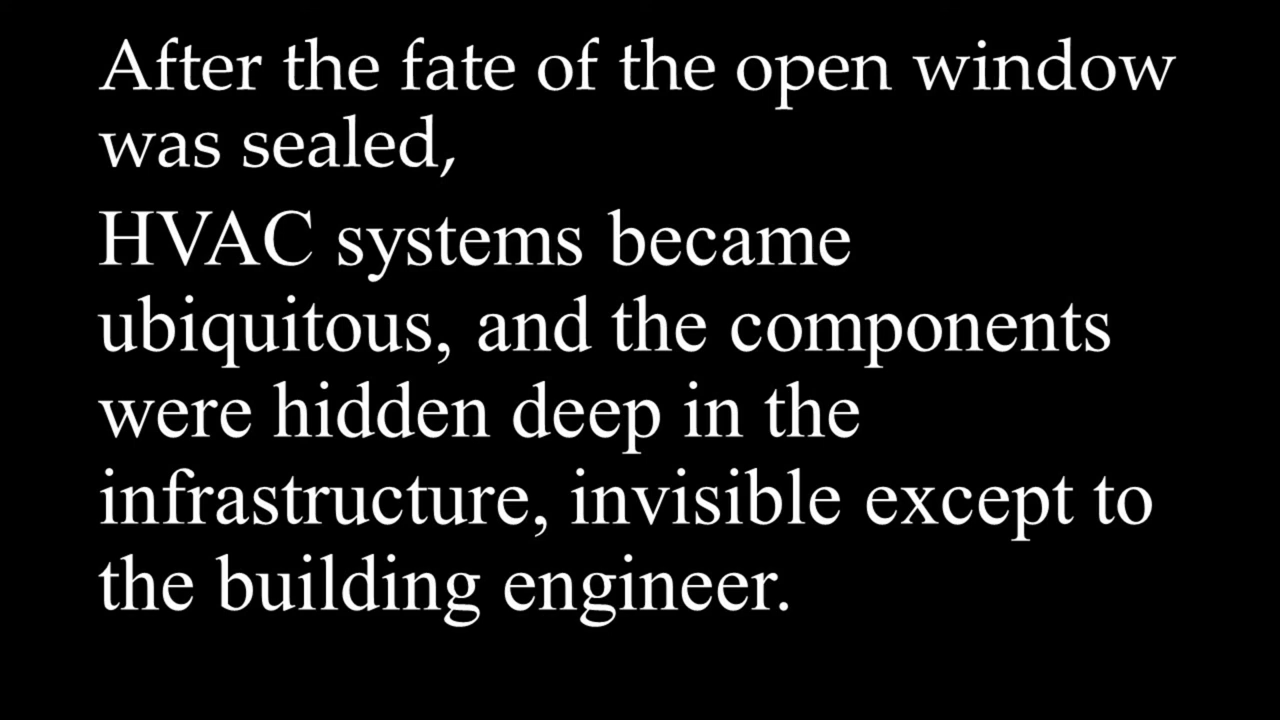 After the fate of the open window
was sealed,
HVAC systems became
ubiquitous, and the components
were hidden deep in the
infrastructure, invisible except to
the building engineer.